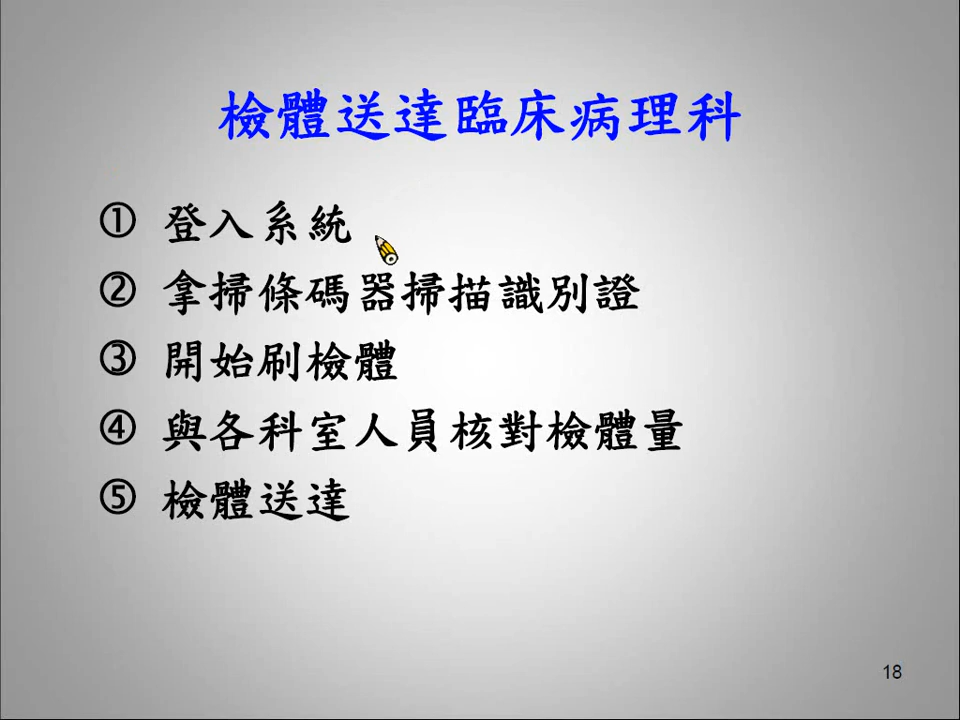 檢體送達臨床病理科
① 登入系統
② 拿掃條碼器掃描識別證
③ 開始刷檢體
④ 與各科室人員核對檢體量
⑤ 檢體送達
18